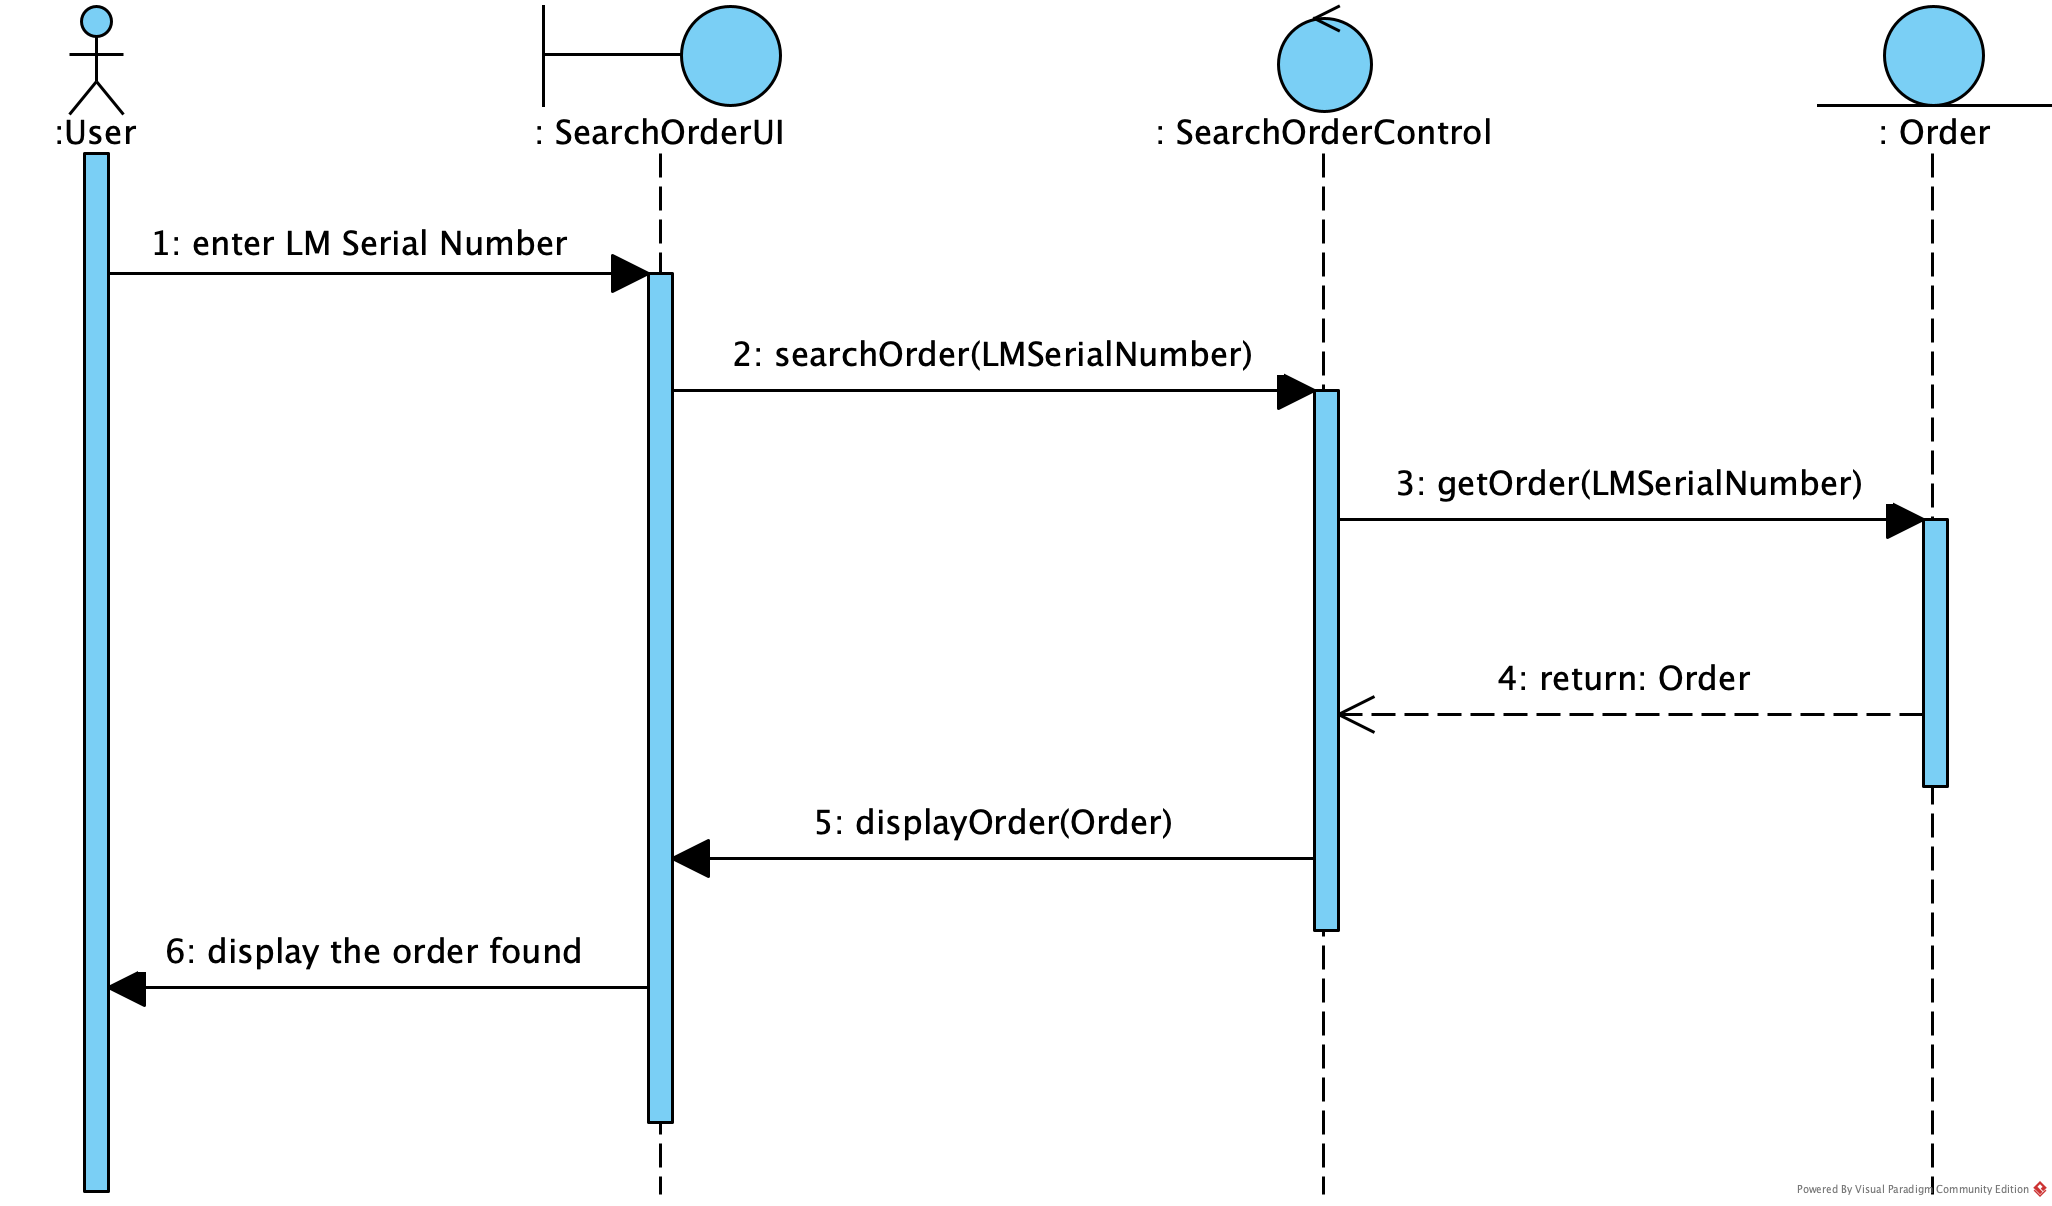 :User
: SearchOrderUI
: SearchOrderControl
: Order
1: enter LM Serial Number
2: searchOrder(LMSerialNumber)
3: getOrder(LMSerialNumber)
4: return: Order
5: displayOrder(Order)
6: display the order found
Powered By Visual Paradigm Community Edition